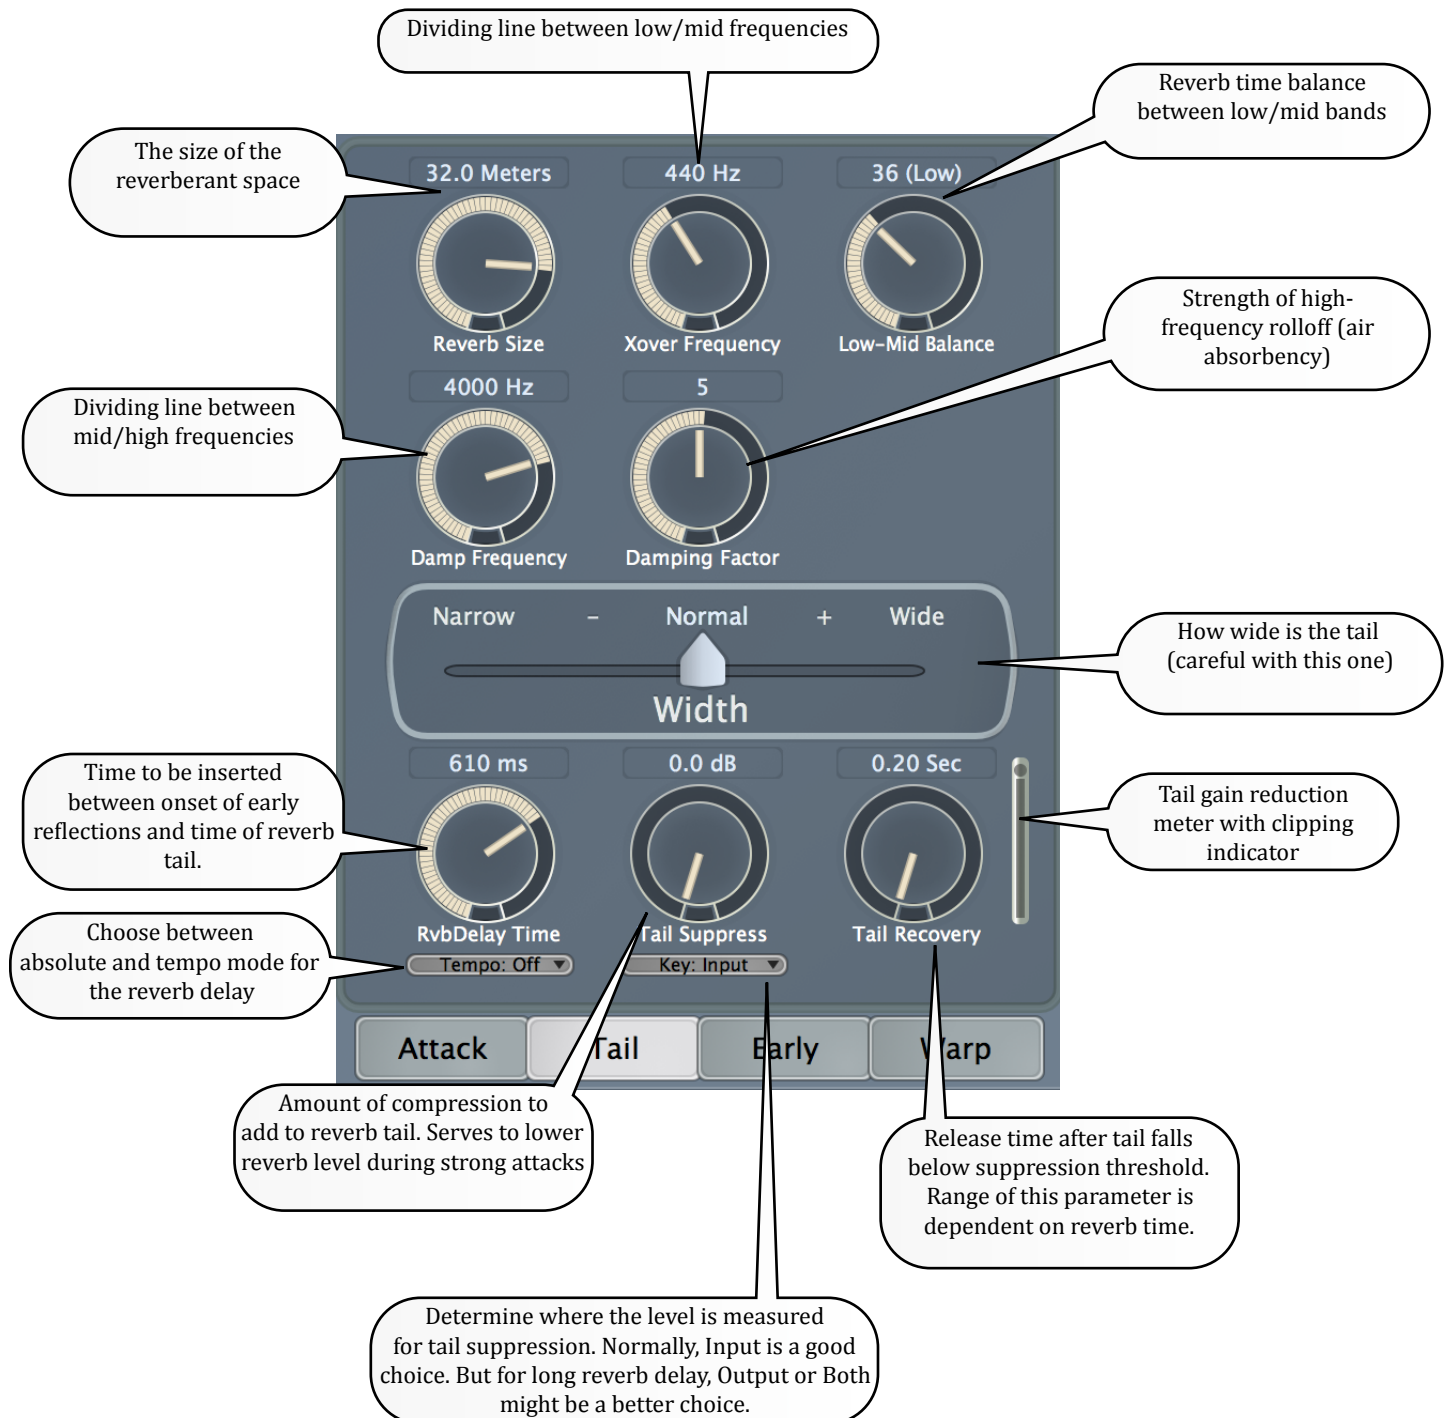 Dividing line between low/mid frequencies
Reverb time balance
between low/mid bands
The size of the
reverberant space
32.0 Meters
440 Hz
36 (Low)
Reverb Size
Xover Frequency
Low-Mid Balance
Strength of high-
frequency rolloff (air
absorbency)
Dividing line between
mid/high frequencies
4000 Hz
5
Damp Frequency
Damping Factor
Narrow - Normal + Wide
Width
How wide is the tail
(careful with this one)
Time to be inserted
between onset of early
reflections and time of reverb
tail.
610 ms
0.0 dB
0.20 Sec
Tail gain reduction
meter with clipping
indicator
RvbDelay Time
Tail Suppress
Tail Recovery
Choose between
absolute and tempo mode for
the reverb delay
Tempo: Off
Key: Input
Attack
Tail
Early
Warp
Amount of compression to
add to reverb tail. Serves to lower
reverb level during strong attacks
Release time after tail falls
below suppression threshold.
Range of this parameter is
dependent on reverb time.
Determine where the level is measured
for tail suppression. Normally, Input is a good
choice. But for long reverb delay, Output or Both
might be a better choice.